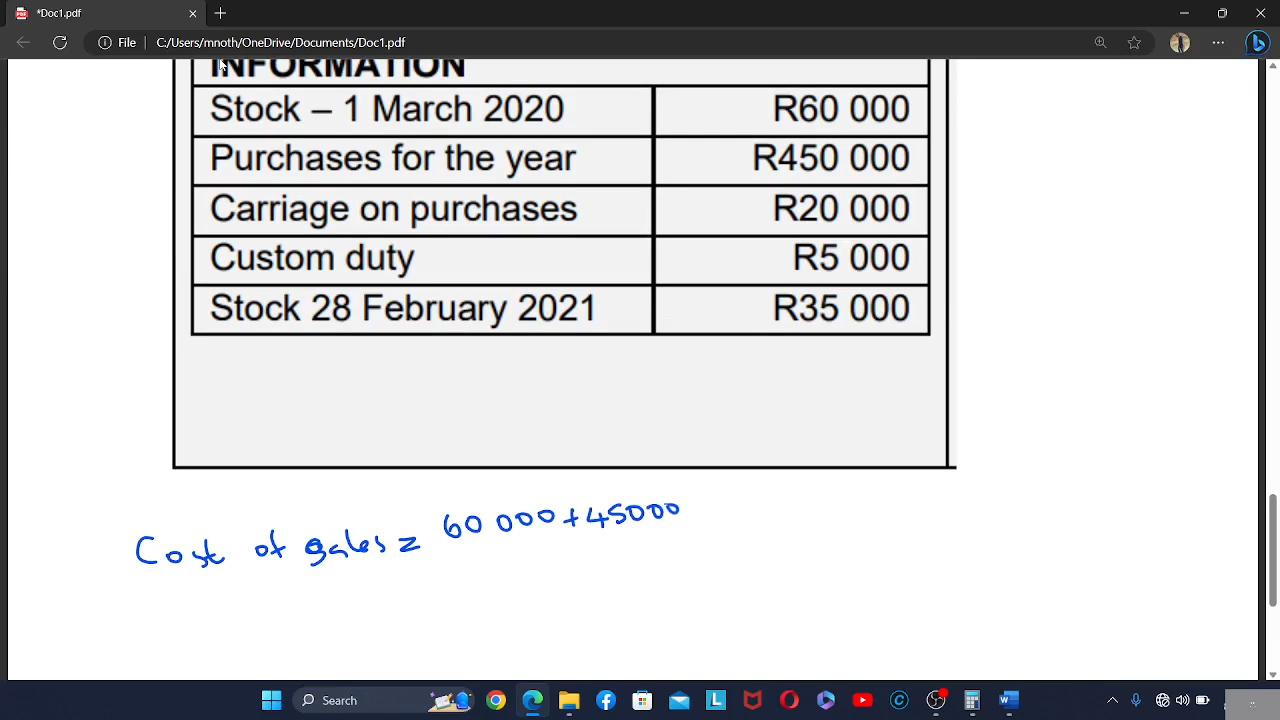 *Doc1.pdf
File C:/Users/mnoth/OneDrive/Documents/Doc1.pdf
INFORMATION
Stock – 1 March 2020 R60 000
Purchases for the year R450 000
Carriage on purchases R20 000
Custom duty R5 000
Stock 28 February 2021 R35 000
Cost of sales = 60 000 + 45000
Search